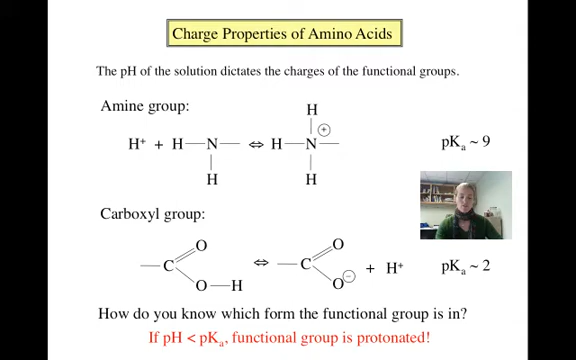 Charge Properties of Amino Acids
The pH of the solution dictates the charges of the functional groups.
Amine group:
H
+
H⁺ + H—N— ⇔ H—N— pKₐ ~ 9
H H
Carboxyl group:
O O
—C ⇔ —C + H⁺ pKₐ ~ 2
O—H O −
How do you know which form the functional group is in?
If pH < pKₐ, functional group is protonated!